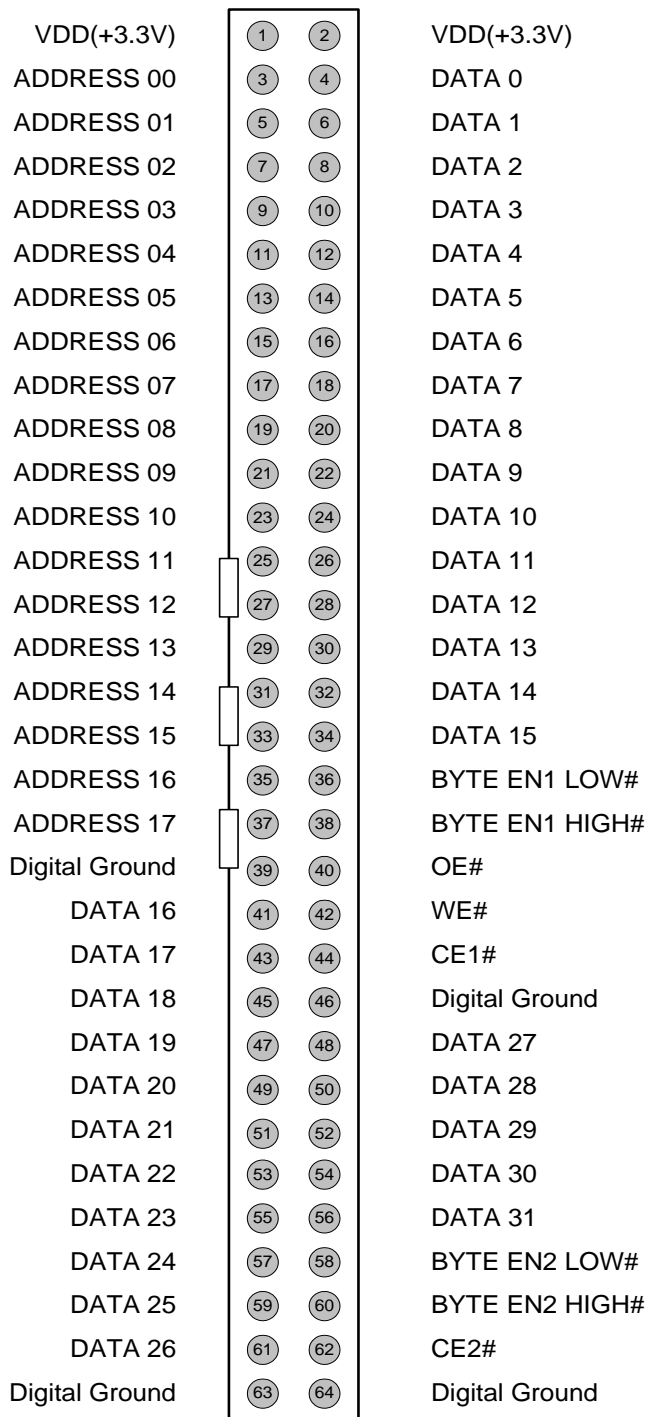 VDD(+3.3V) 1 2 VDD(+3.3V)
ADDRESS 00 3 4 DATA 0
ADDRESS 01 5 6 DATA 1
ADDRESS 02 7 8 DATA 2
ADDRESS 03 9 10 DATA 3
ADDRESS 04 11 12 DATA 4
ADDRESS 05 13 14 DATA 5
ADDRESS 06 15 16 DATA 6
ADDRESS 07 17 18 DATA 7
ADDRESS 08 19 20 DATA 8
ADDRESS 09 21 22 DATA 9
ADDRESS 10 23 24 DATA 10
ADDRESS 11 25 26 DATA 11
ADDRESS 12 27 28 DATA 12
ADDRESS 13 29 30 DATA 13
ADDRESS 14 31 32 DATA 14
ADDRESS 15 33 34 DATA 15
ADDRESS 16 35 36 BYTE EN1 LOW#
ADDRESS 17 37 38 BYTE EN1 HIGH#
Digital Ground 39 40 OE#
DATA 16 41 42 WE#
DATA 17 43 44 CE1#
DATA 18 45 46 Digital Ground
DATA 19 47 48 DATA 27
DATA 20 49 50 DATA 28
DATA 21 51 52 DATA 29
DATA 22 53 54 DATA 30
DATA 23 55 56 DATA 31
DATA 24 57 58 BYTE EN2 LOW#
DATA 25 59 60 BYTE EN2 HIGH#
DATA 26 61 62 CE2#
Digital Ground 63 64 Digital Ground